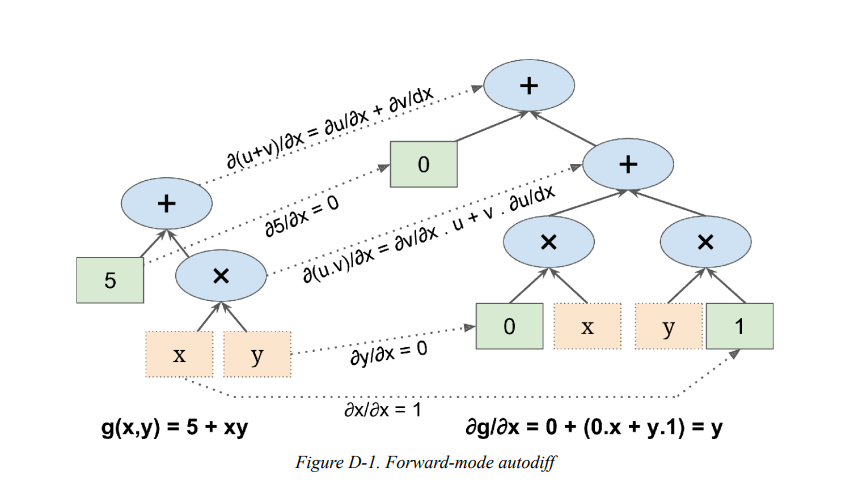 +
∂(u+v)/∂x = ∂u/∂x + ∂v/dx
0
+
+
∂5/∂x = 0
∂(u.v)/∂x = ∂v/∂x . u + v . ∂u/dx
×
×
5
×
0
x
y
1
x
y
∂y/∂x = 0
∂x/∂x = 1
g(x,y) = 5 + xy
∂g/∂x = 0 + (0.x + y.1) = y
Figure D-1. Forward-mode autodiff